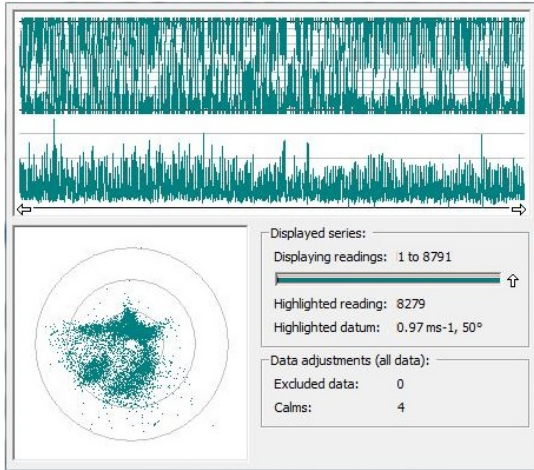 Displayed series:
Displaying readings: 1 to 8791
Highlighted reading: 8279
Highlighted datum: 0.97 ms-1, 50°
Data adjustments (all data):
Excluded data: 0
Calms: 4